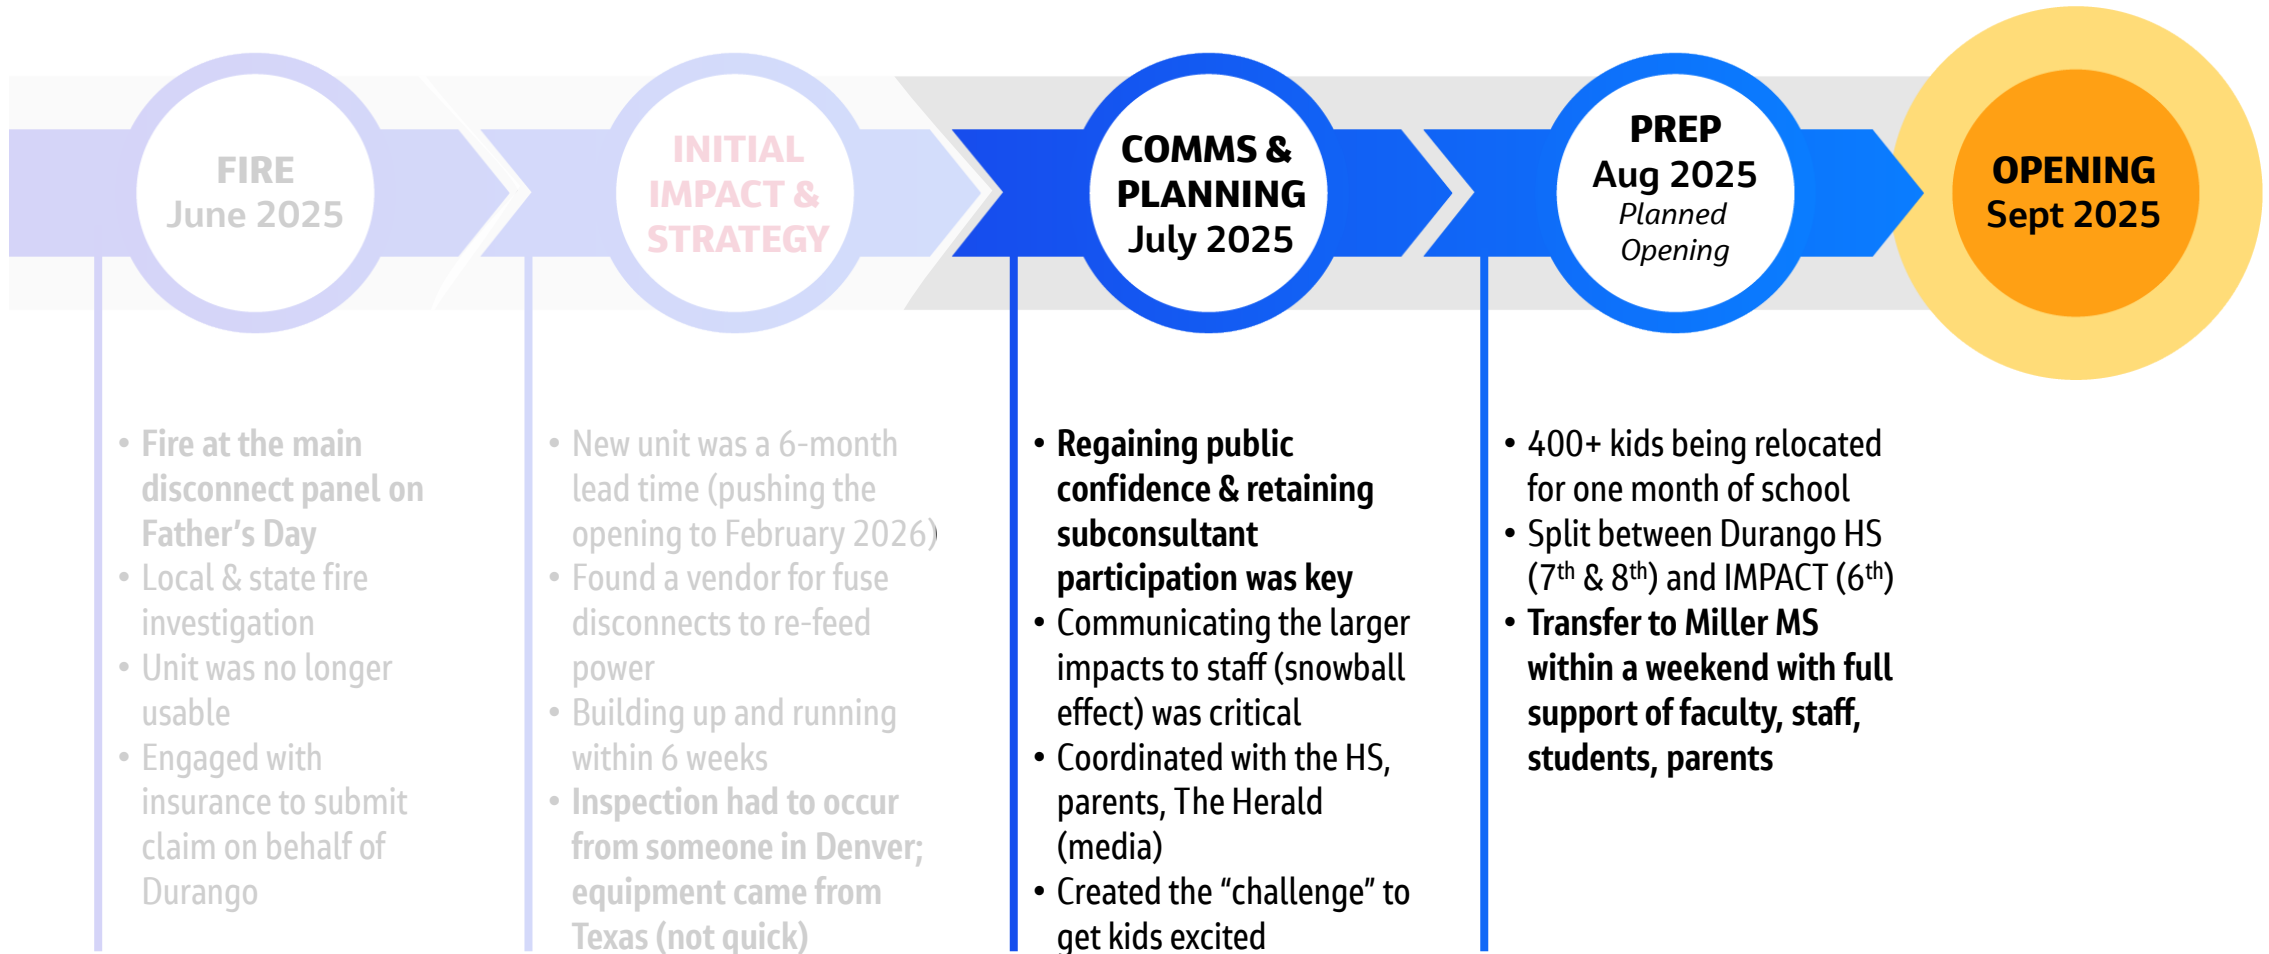 FIRE
June 2025
INITIAL
IMPACT &
STRATEGY
COMMS &
PLANNING
July 2025
PREP
Aug 2025
Planned
Opening
OPENING
Sept 2025
• Fire at the main
disconnect panel on
Father’s Day
• Local & state fire
investigation
• Unit was no longer
usable
• Engaged with
insurance to submit
claim on behalf of
Durango
• New unit was a 6-month
lead time (pushing the
opening to February 2026)
• Found a vendor for fuse
disconnects to re-feed
power
• Building up and running
within 6 weeks
• Inspection had to occur
from someone in Denver;
equipment came from
Texas (not quick)
• Regaining public
confidence & retaining
subconsultant
participation was key
• Communicating the larger
impacts to staff (snowball
effect) was critical
• Coordinated with the HS,
parents, The Herald
(media)
• Created the “challenge” to
get kids excited
• 400+ kids being relocated
for one month of school
• Split between Durango HS
(7th & 8th) and IMPACT (6th)
• Transfer to Miller MS
within a weekend with full
support of faculty, staff,
students, parents